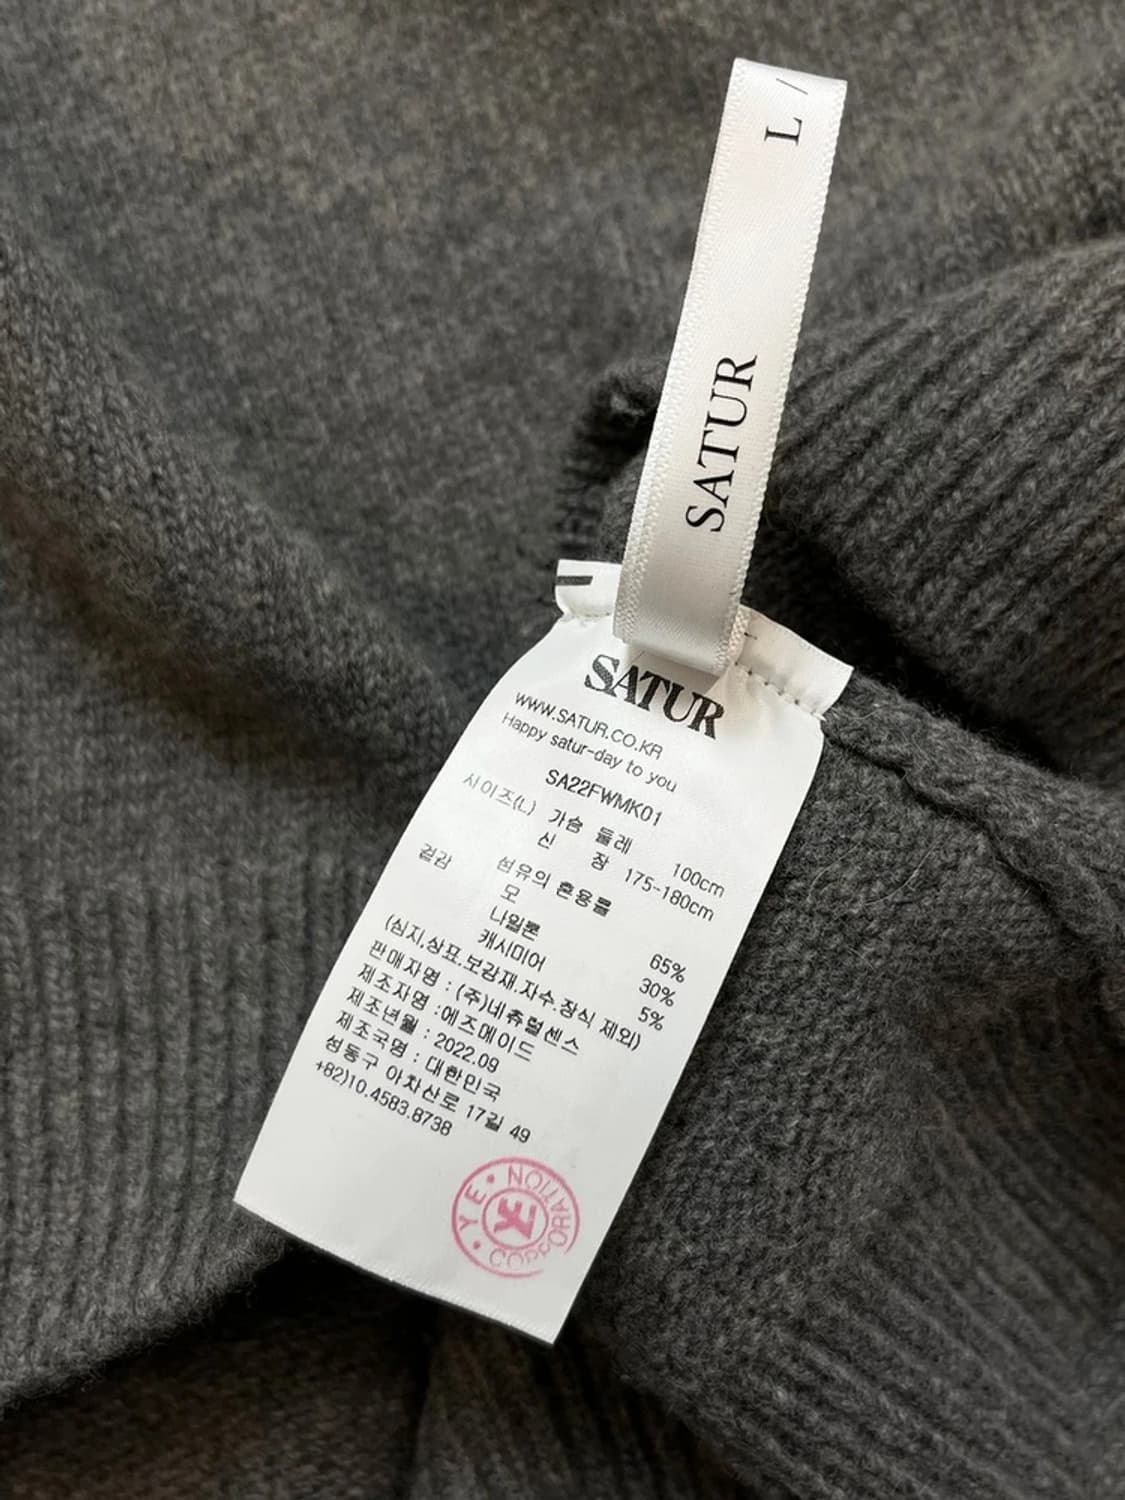 L /
SATUR
SATUR
WWW.SATUR.CO.KR
Happy satur-day to you
SA22FWMK01
사이즈(L) 가슴 둘레 100cm
신 장 175~180cm
겉감 섬유의 혼용률
모 65%
나일론 30%
캐시미어 5%
(심지,상표,보강재,자수,장식 제외)
판매자명 : (주)네츄럴센스
제조자명 :에즈메이드
제조년월 : 2022.09
제조국명 : 대한민국
성동구 아차산로 17길 49
+82)10.4583.8738
YE CORPORATION
YE